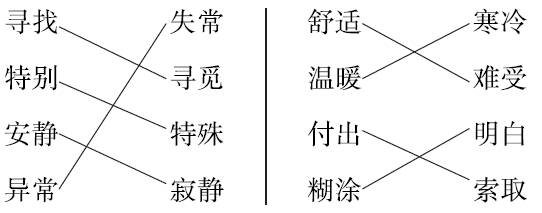 寻找 失常 舒适 寒冷
特别 寻觅 温暖 难受
安静 特殊 付出 明白
异常 寂静 糊涂 索取